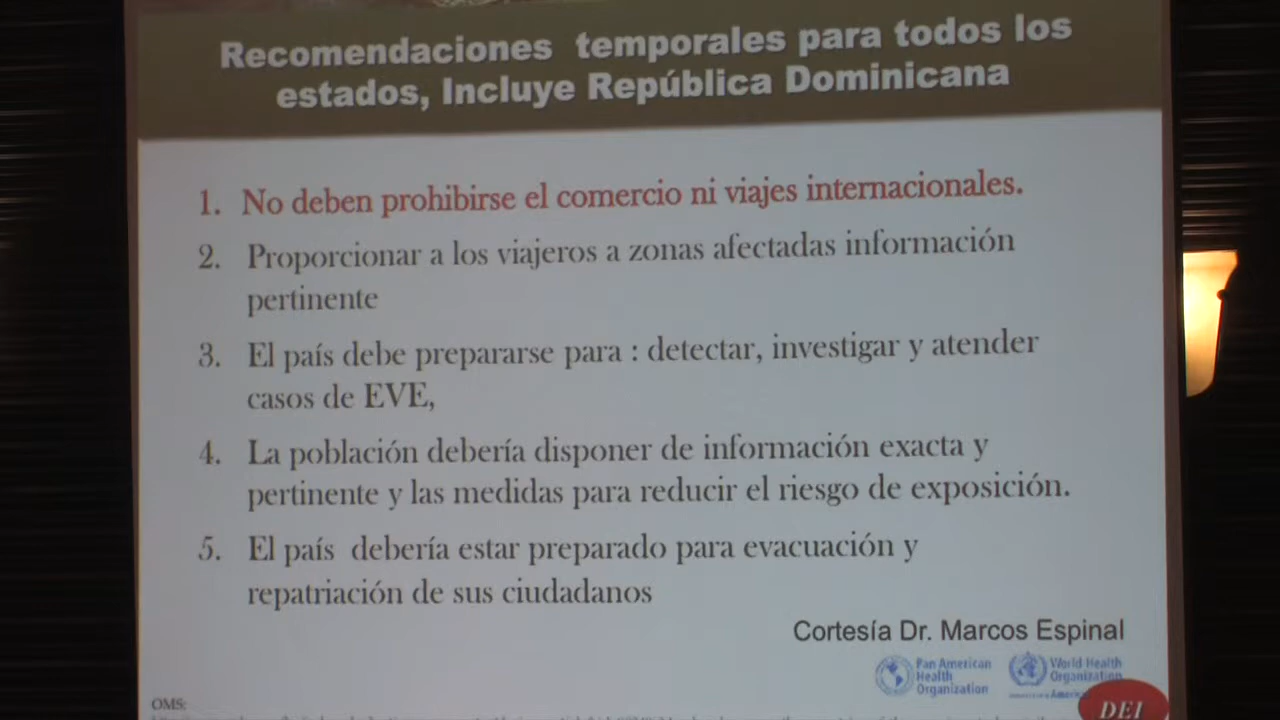 Recomendaciones temporales para todos los
estados, Incluye República Dominicana
1. No deben prohibirse el comercio ni viajes internacionales.
2. Proporcionar a los viajeros a zonas afectadas información
pertinente
3. El país debe prepararse para : detectar, investigar y atender
casos de EVE,
4. La población debería disponer de información exacta y
pertinente y las medidas para reducir el riesgo de exposición.
5. El país debería estar preparado para evacuación y
repatriación de sus ciudadanos
Cortesía Dr. Marcos Espinal
Pan American
Health
Organization
World Health
Organization
OMS:
DEI